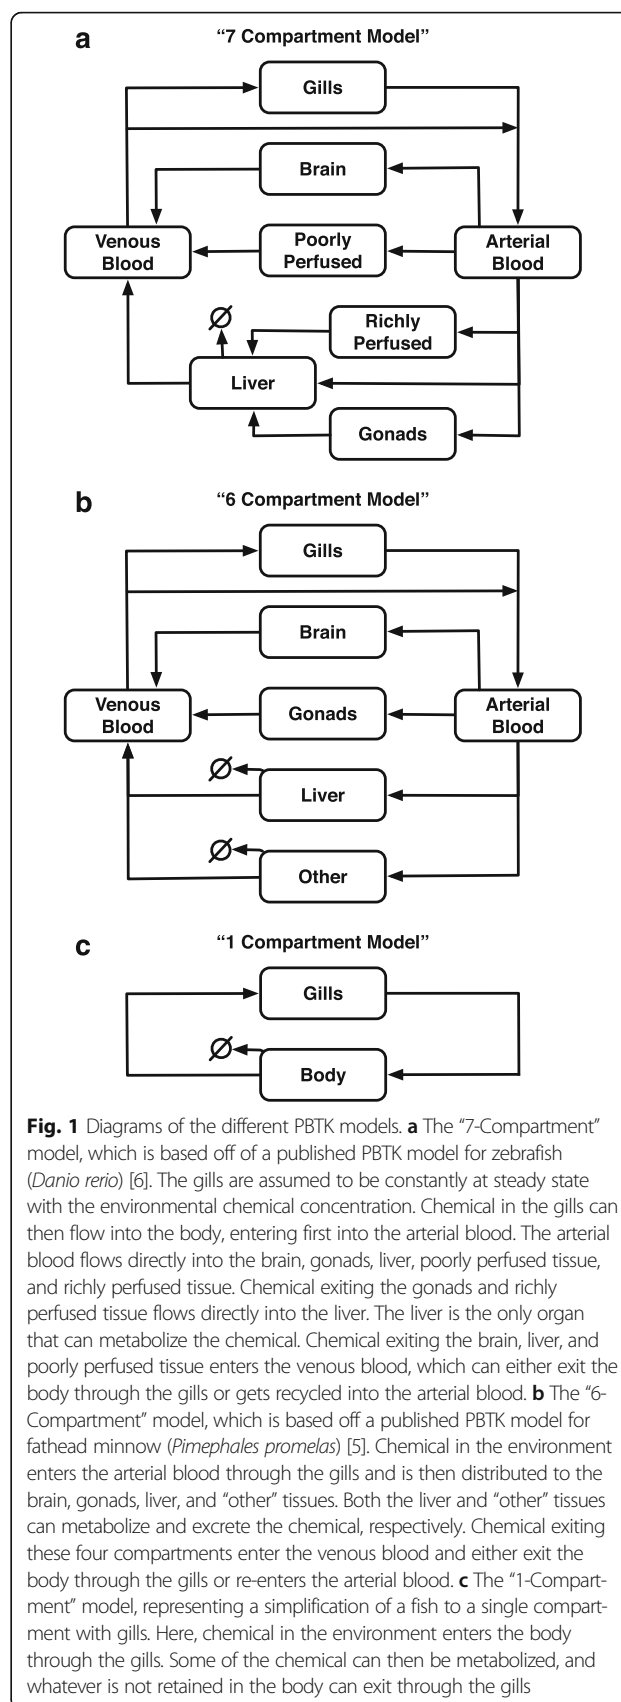 a
“7 Compartment Model”
Gills
Brain
Venous
Blood
Poorly
Perfused
Arterial
Blood
Richly
Perfused
∅
Liver
Gonads
b
“6 Compartment Model”
Gills
Brain
Venous
Blood
Gonads
Arterial
Blood
∅
Liver
∅
Other
c
“1 Compartment Model”
Gills
∅
Body
Fig. 1 Diagrams of the different PBTK models. a The “7-Compartment”
model, which is based off of a published PBTK model for zebrafish
(Danio rerio) [6]. The gills are assumed to be constantly at steady state
with the environmental chemical concentration. Chemical in the gills can
then flow into the body, entering first into the arterial blood. The arterial
blood flows directly into the brain, gonads, liver, poorly perfused tissue,
and richly perfused tissue. Chemical exiting the gonads and richly
perfused tissue flows directly into the liver. The liver is the only organ
that can metabolize the chemical. Chemical exiting the brain, liver, and
poorly perfused tissue enters the venous blood, which can either exit the
body through the gills or gets recycled into the arterial blood. b The “6-
Compartment” model, which is based off a published PBTK model for
fathead minnow (Pimephales promelas) [5]. Chemical in the environment
enters the arterial blood through the gills and is then distributed to the
brain, gonads, liver, and “other” tissues. Both the liver and “other” tissues
can metabolize and excrete the chemical, respectively. Chemical exiting
these four compartments enter the venous blood and either exit the
body through the gills or re-enters the arterial blood. c The “1-Compart-
ment” model, representing a simplification of a fish to a single compart-
ment with gills. Here, chemical in the environment enters the body
through the gills. Some of the chemical can then be metabolized, and
whatever is not retained in the body can exit through the gills